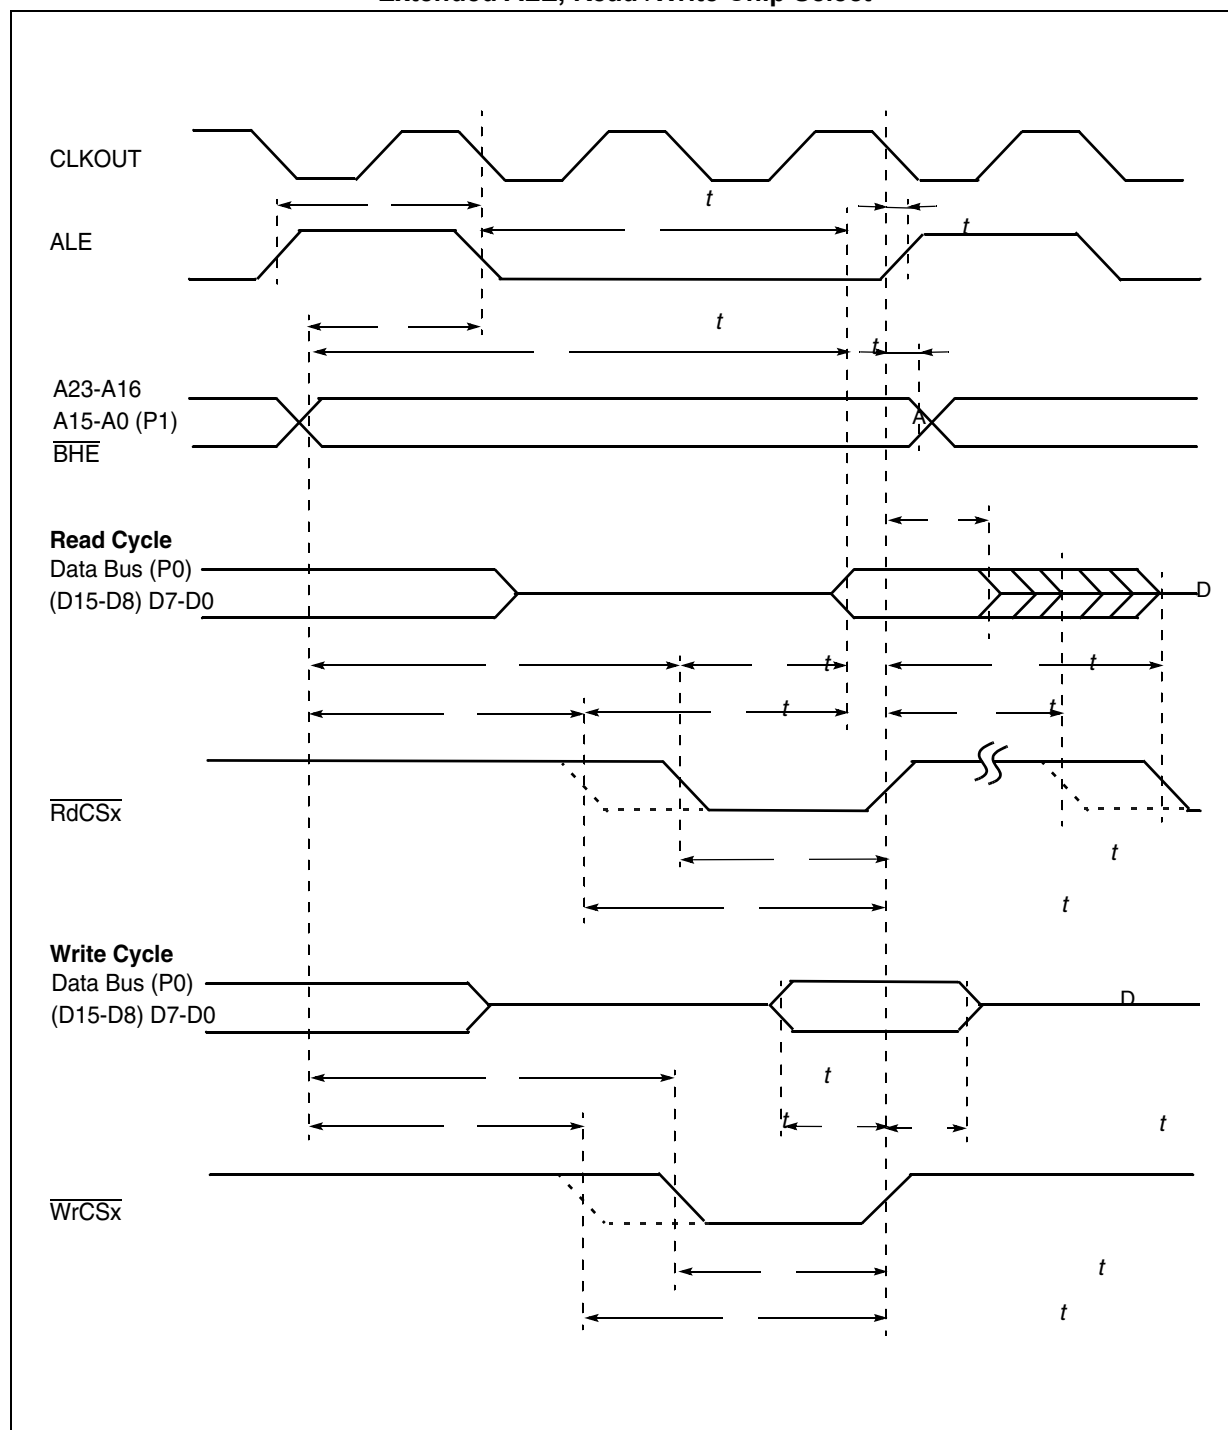 Extended ALE, Read/Write Chip Select
CLKOUT
t
ALE
t
t
t
A23-A16
A15-A0 (P1)
A
BHE
Read Cycle
Data Bus (P0)
(D15-D8) D7-D0
D
t
t
t
t
RdCSx
t
t
Write Cycle
Data Bus (P0)
D
(D15-D8) D7-D0
t
t
t
WrCSx
t
t